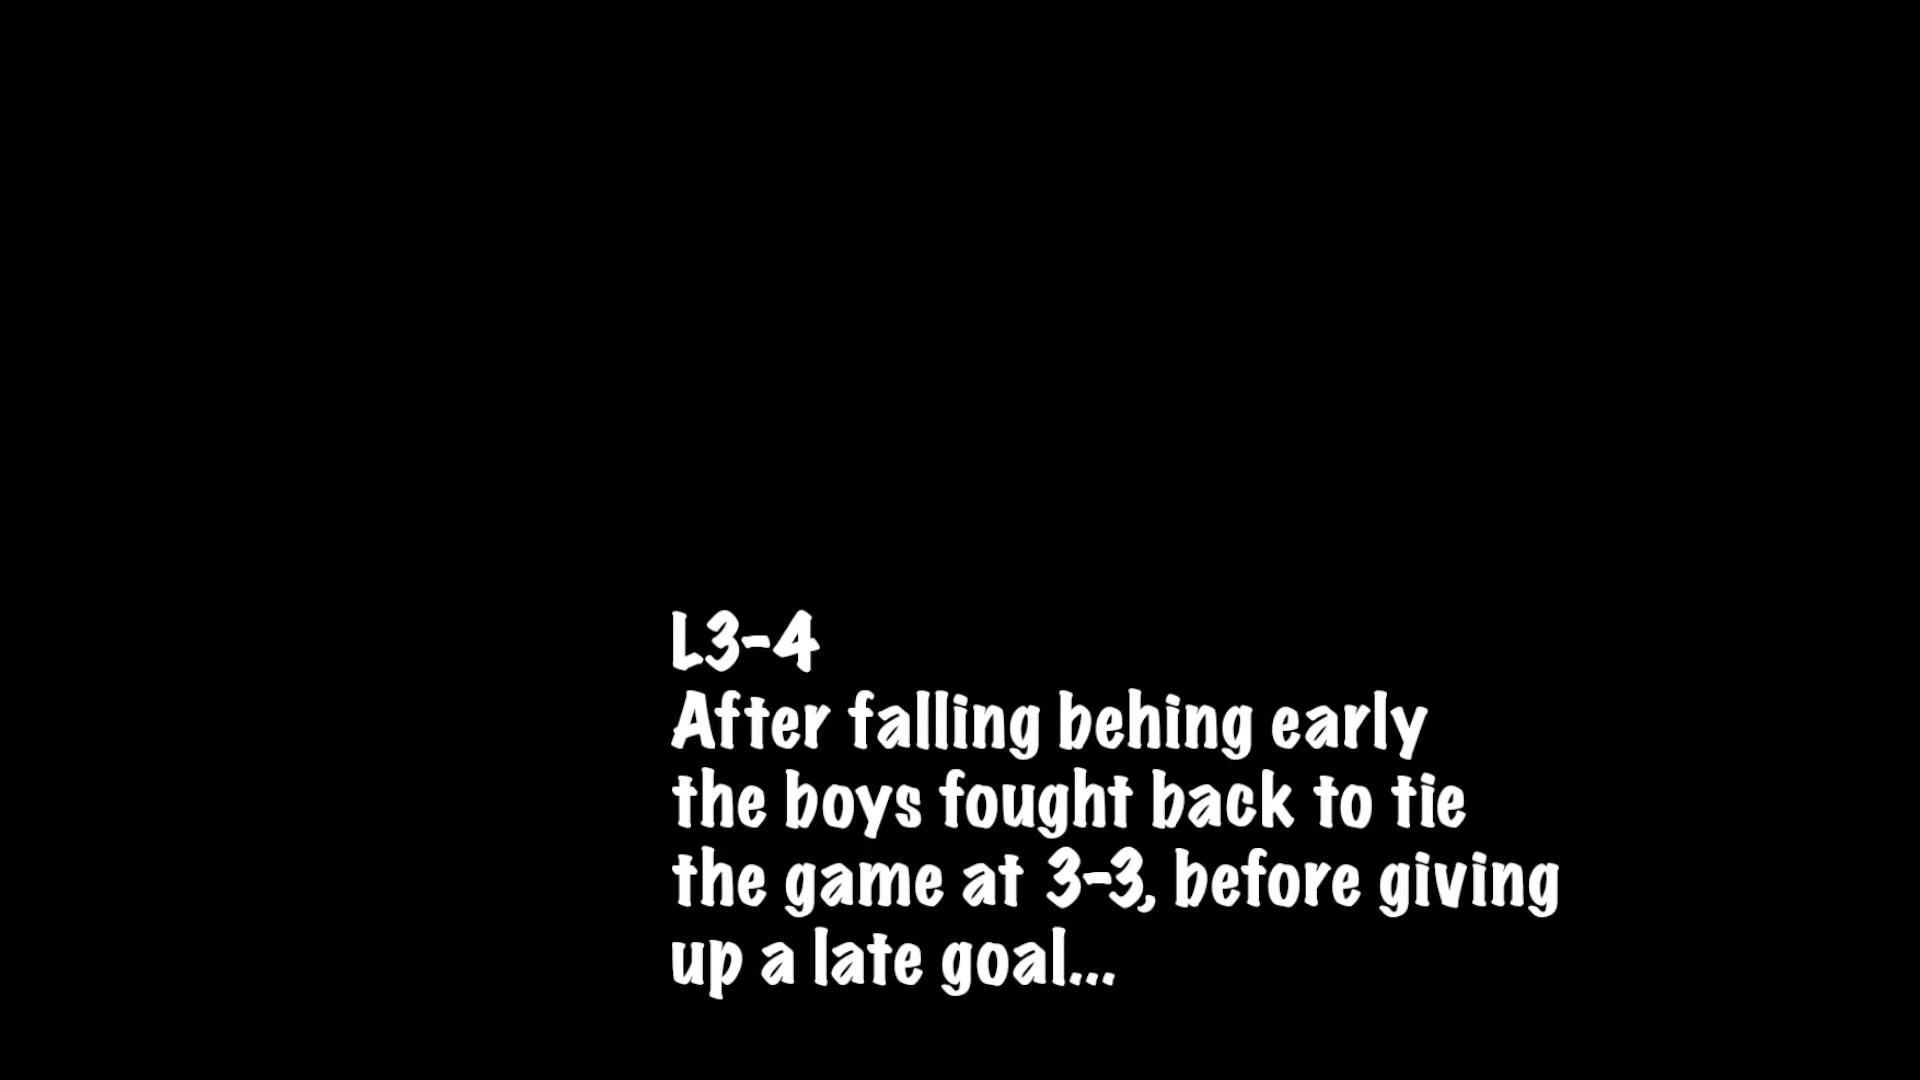 L3-4
After falling behing early
the boys fought back to tie
the game at 3-3, before giving
up a late goal...